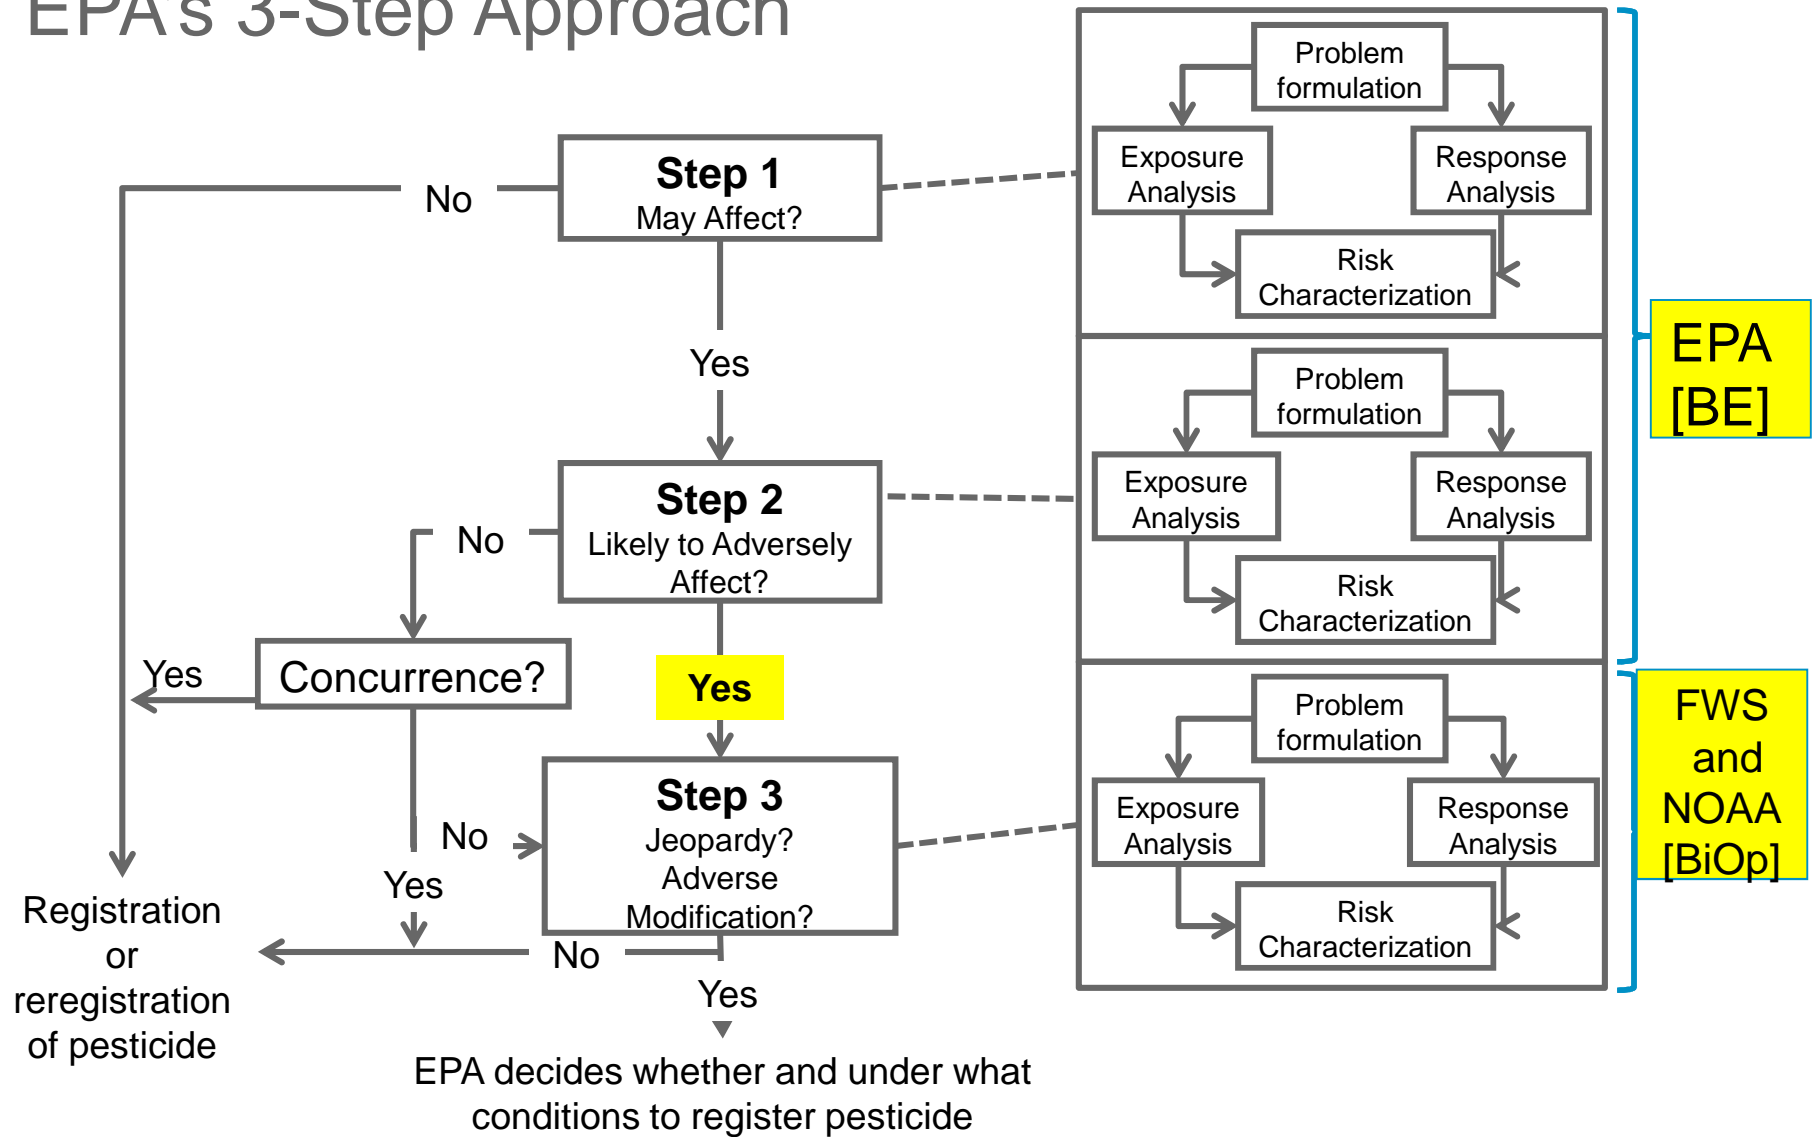 EPA's 3-Step Approach
Step 1
May Affect?
No
Yes
Step 2
Likely to Adversely
Affect?
No
Concurrence?
Yes
Yes
Step 3
Jeopardy?
Adverse
Modification?
No
Yes
No
Yes
Registration
or
reregistration
of pesticide
EPA decides whether and under what
conditions to register pesticide
Problem
formulation
Exposure
Analysis
Response
Analysis
Risk
Characterization
Problem
formulation
Exposure
Analysis
Response
Analysis
Risk
Characterization
Problem
formulation
Exposure
Analysis
Response
Analysis
Risk
Characterization
EPA
[BE]
FWS
and
NOAA
[BiOp]